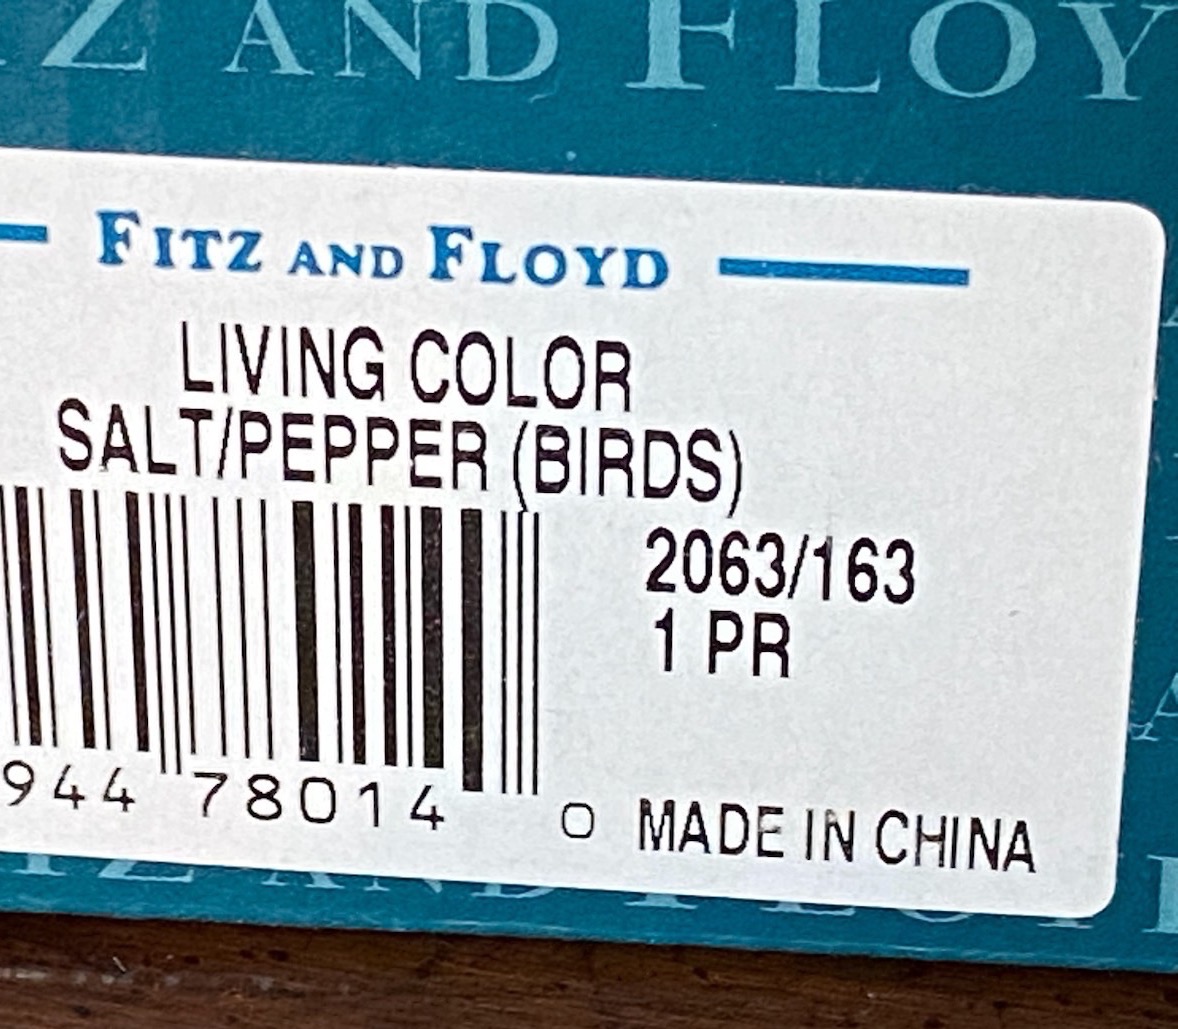 Z AND FLOY
FITZ AND FLOYD
LIVING COLOR
SALT/PEPPER (BIRDS)
2063/163
1 PR
944 78014 0 MADE IN CHINA